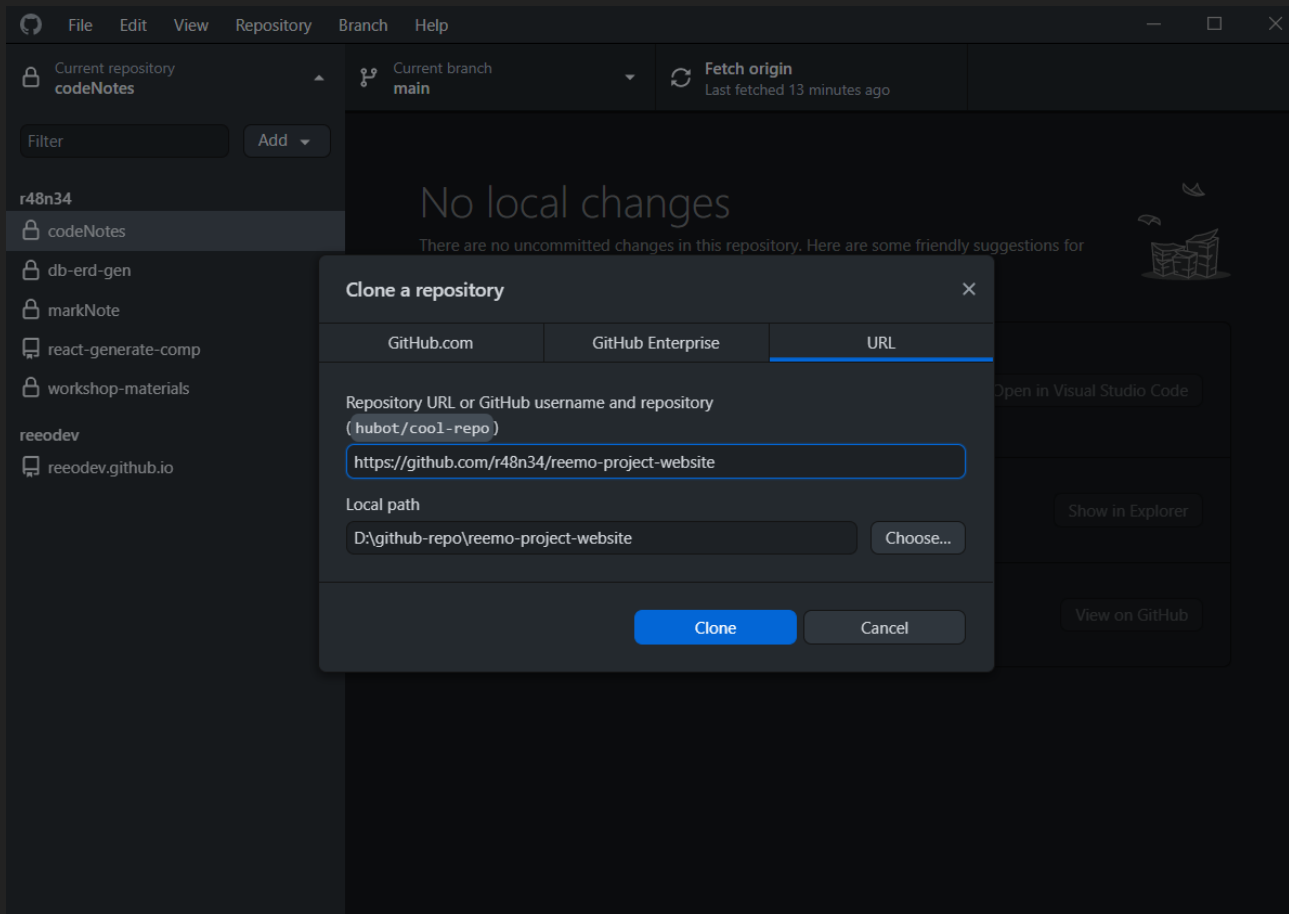 File Edit View Repository Branch Help
Current repository
codeNotes
Current branch
main
Fetch origin
Last fetched 13 minutes ago
Filter
Add
r48n34
codeNotes
db-erd-gen
markNote
react-generate-comp
workshop-materials
reeodev
reeodev.github.io
No local changes
There are no uncommitted changes in this repository. Here are some friendly suggestions for
Open in Visual Studio Code
Show in Explorer
View on GitHub
Clone a repository
GitHub.com GitHub Enterprise URL
Repository URL or GitHub username and repository
(hubot/cool-repo)
https://github.com/r48n34/reemo-project-website
Local path
D:\github-repo\reemo-project-website
Choose...
Clone Cancel